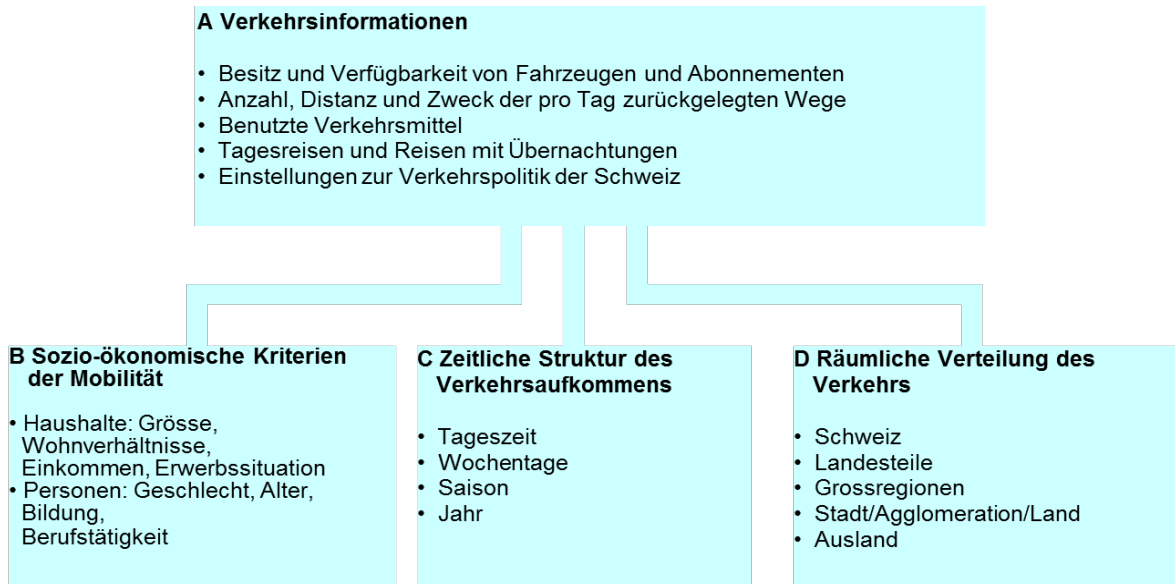 A Verkehrsinformationen
• Besitz und Verfügbarkeit von Fahrzeugen und Abonnementen
• Anzahl, Distanz und Zweck der pro Tag zurückgelegten Wege
• Benutzte Verkehrsmittel
• Tagesreisen und Reisen mit Übernachtungen
• Einstellungen zur Verkehrspolitik der Schweiz
B Sozio-ökonomische Kriterien
der Mobilität
• Haushalte: Grösse,
Wohnverhältnisse,
Einkommen, Erwerbssituation
• Personen: Geschlecht, Alter,
Bildung,
Berufstätigkeit
C Zeitliche Struktur des
Verkehrsaufkommens
• Tageszeit
• Wochentage
• Saison
• Jahr
D Räumliche Verteilung des
Verkehrs
• Schweiz
• Landesteile
• Grossregionen
• Stadt/Agglomeration/Land
• Ausland